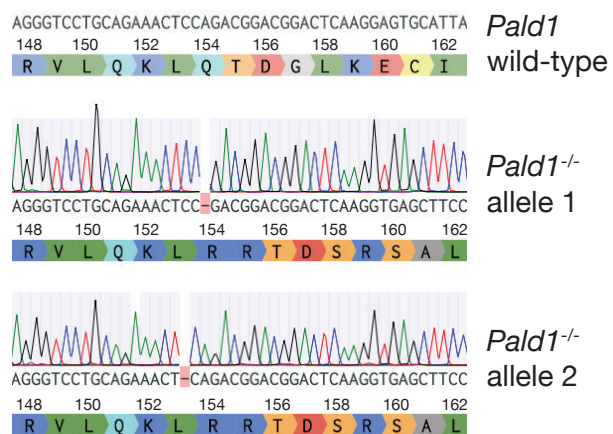 AGGGTCCTGCAGAAACTCCAGACGGACGGACTCAAGGAGTGCATTA
148 150 152 154 156 158 160 162
R V L Q K L Q T D G L K E C I
Pald1
wild-type
AGGGTCCTGCAGAAACTCC-GACGGACGGACTCAAGGTGAGCTTCC
148 150 152 154 156 158 160 162
R V L Q K L R R T D S R S A L
Pald1-/-
allele 1
AGGGTCCTGCAGAAACT-CAGACGGACGGACTCAAGGTGAGCTTCC
148 150 152 154 156 158 160 162
R V L Q K L R R T D S R S A L
Pald1-/-
allele 2